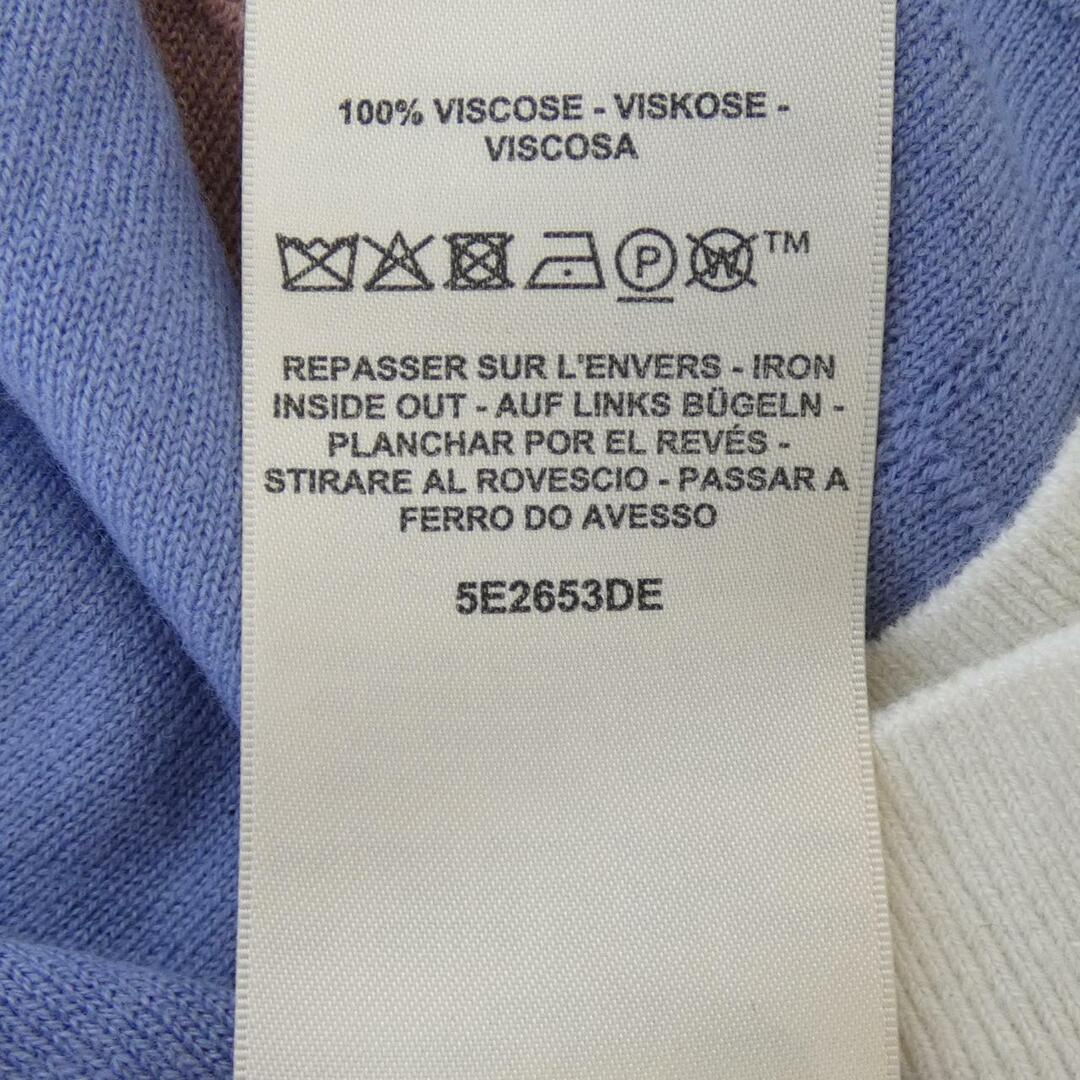 100% VISCOSE - VISKOSE -
VISCOSA
P W TM
REPASSER SUR L'ENVERS - IRON
INSIDE OUT - AUF LINKS BÜGELN -
PLANCHAR POR EL REVÉS -
STIRARE AL ROVESCIO - PASSAR A
FERRO DO AVESSO
5E2653DE